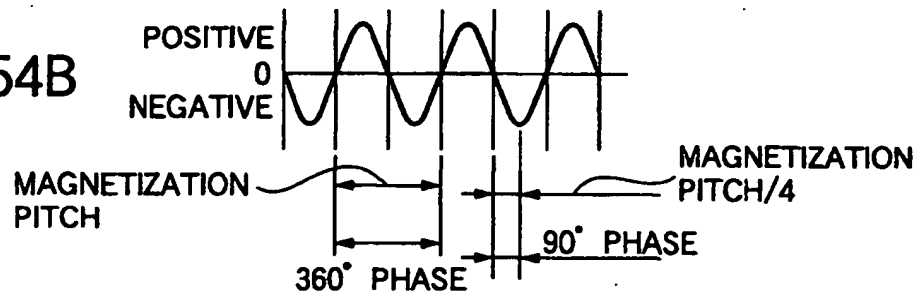 54B
POSITIVE
0
NEGATIVE
MAGNETIZATION
PITCH
MAGNETIZATION
PITCH/4
90° PHASE
360° PHASE